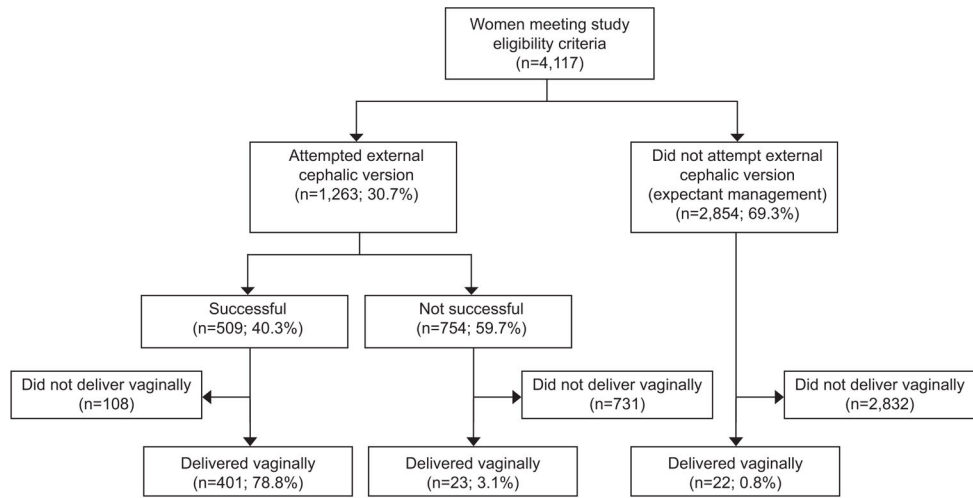 Women meeting study
eligibility criteria
(n=4,117)
Attempted external
cephalic version
(n=1,263; 30.7%)
Did not attempt external
cephalic version
(expectant management)
(n=2,854; 69.3%)
Successful
(n=509; 40.3%)
Not successful
(n=754; 59.7%)
Did not deliver vaginally
(n=108)
Did not deliver vaginally
(n=731)
Did not deliver vaginally
(n=2,832)
Delivered vaginally
(n=401; 78.8%)
Delivered vaginally
(n=23; 3.1%)
Delivered vaginally
(n=22; 0.8%)